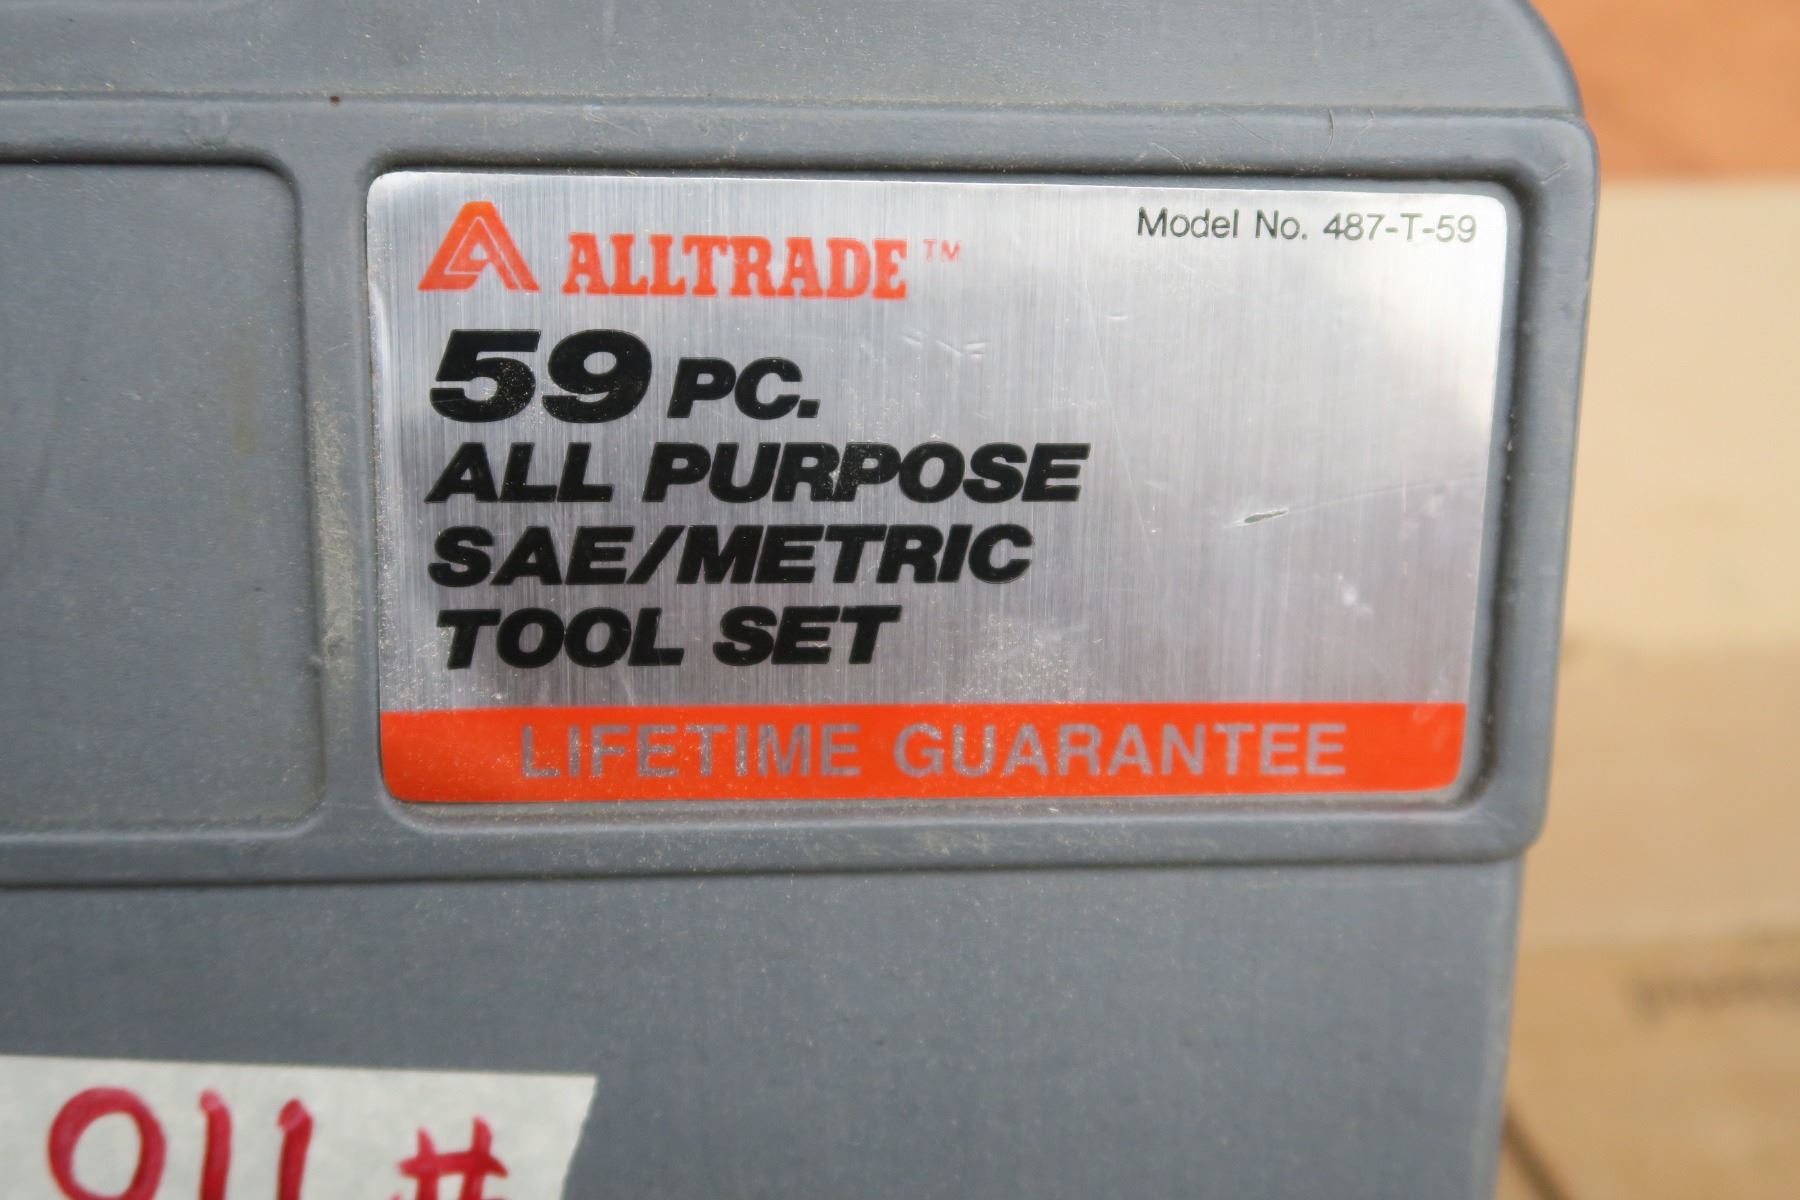 ALLTRADE™
Model No. 487-T-59
59 PC.
ALL PURPOSE
SAE/METRIC
TOOL SET
LIFETIME GUARANTEE